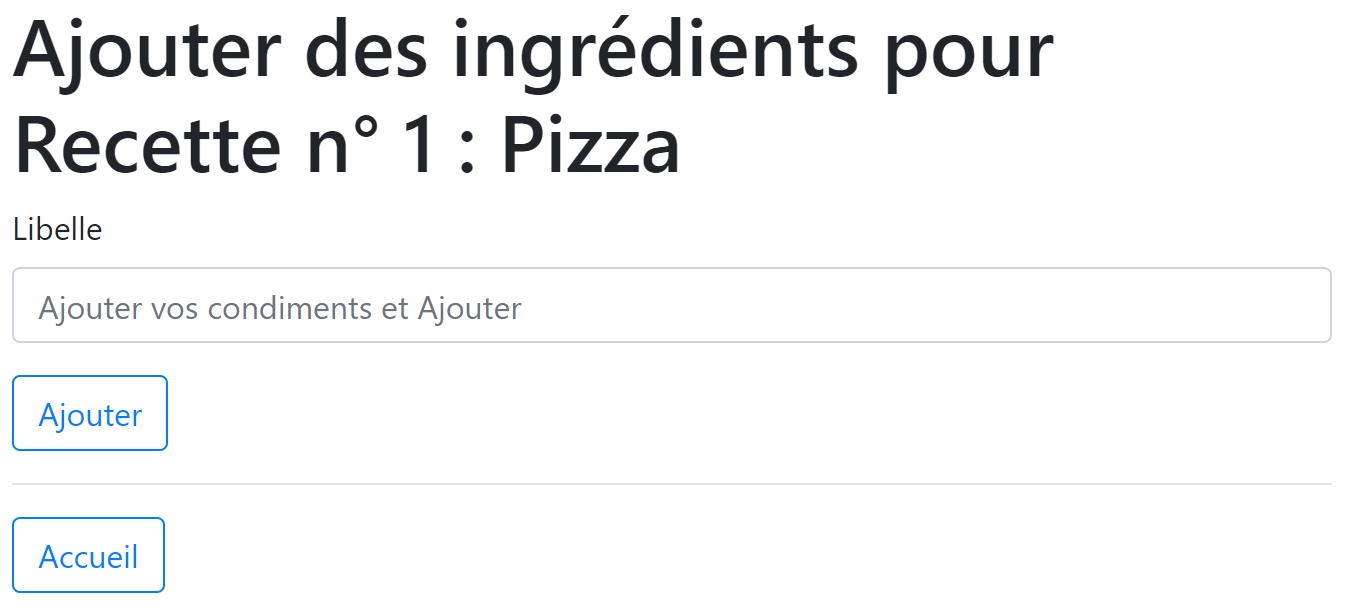 Ajouter des ingrédients pour
Recette n° 1 : Pizza
Libelle
Ajouter vos condiments et Ajouter
Ajouter
Accueil